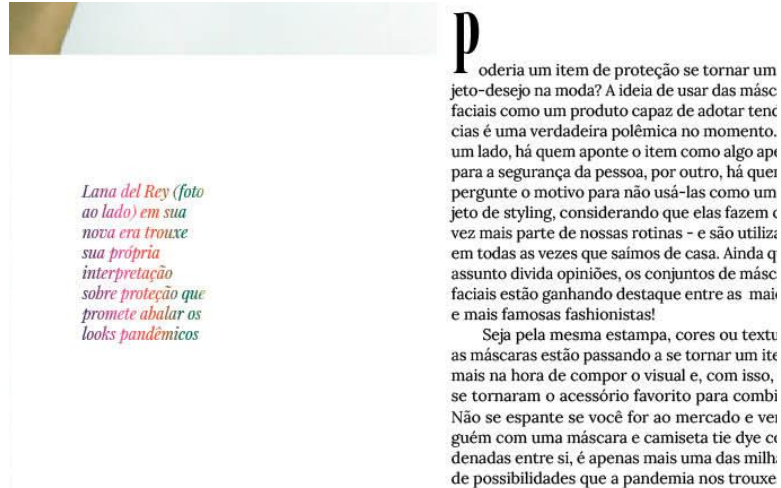 Lana del Rey (foto
ao lado) em sua
nova era trouxe
sua própria
interpretação
sobre proteção que
promete abalar os
looks pandêmicos
Poderia um item de proteção se tornar um
jeto-desejo na moda? A ideia de usar das másc
faciais como um produto capaz de adotar tend
cias é uma verdadeira polêmica no momento.
um lado, há quem aponte o item como algo ape
para a segurança da pessoa, por outro, há quem
pergunte o motivo para não usá-las como um
jeto de styling, considerando que elas fazem c
vez mais parte de nossas rotinas - e são utiliza
em todas as vezes que saímos de casa. Ainda q
assunto divida opiniões, os conjuntos de másc
faciais estão ganhando destaque entre as maio
e mais famosas fashionistas!
Seja pela mesma estampa, cores ou textu
as máscaras estão passando a se tornar um ite
mais na hora de compor o visual e, com isso,
se tornaram o acessório favorito para combi
Não se espante se você for ao mercado e ver
guém com uma máscara e camiseta tie dye co
denadas entre si, é apenas mais uma das milha
de possibilidades que a pandemia nos trouxe